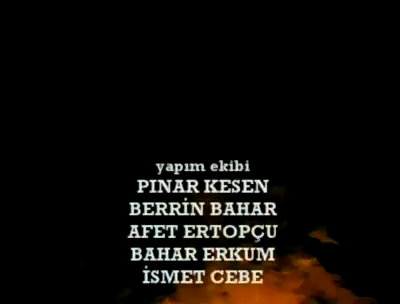 yapım ekibi
PINAR KESEN
BERRİN BAHAR
AFET ERTOPÇU
BAHAR ERKUM
İSMET CEBE